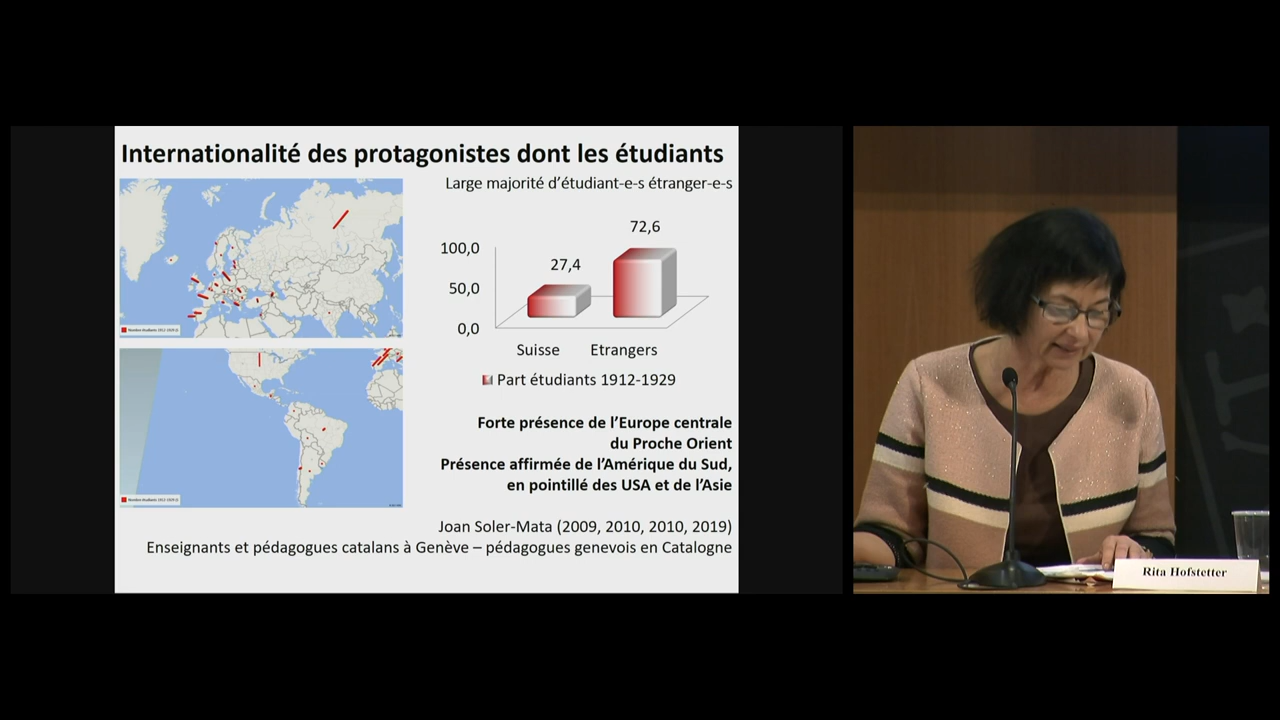 Internationalité des protagonistes dont les étudiants
Large majorité d'étudiant-e-s étranger-e-s
72,6
100,0
27,4
50,0
0,0
Suisse Etrangers
Part étudiants 1912-1929
Forte présence de l'Europe centrale
du Proche Orient
Présence affirmée de l'Amérique du Sud,
en pointillé des USA et de l'Asie
Joan Soler-Mata (2009, 2010, 2010, 2019)
Enseignants et pédagogues catalans à Genève – pédagogues genevois en Catalogne
Rita Hofstetter